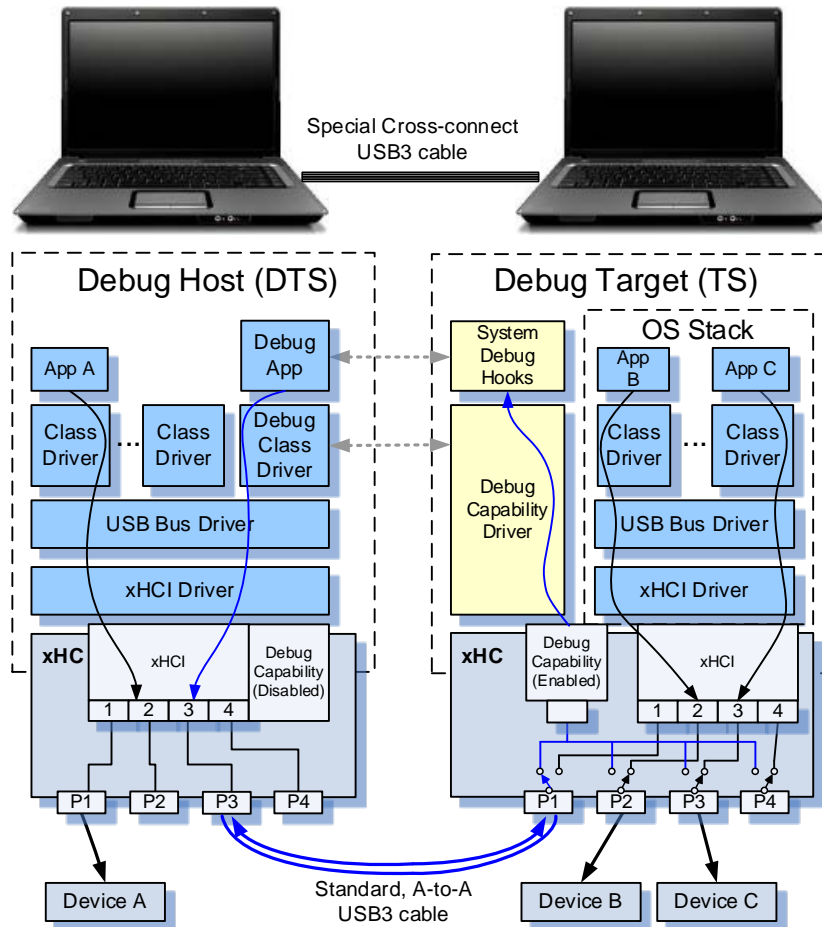 Special Cross-connect
USB3 cable
Debug Host (DTS)
Debug Target (TS)
OS Stack
App A
Debug
App
System
Debug
Hooks
App
B
App C
Class
Driver
...
Class
Driver
Debug
Class
Driver
Debug
Capability
Driver
Class
Driver
...
Class
Driver
USB Bus Driver
USB Bus Driver
xHCI Driver
xHCI Driver
xHC
xHCI
Debug
Capability
(Disabled)
1 2 3 4
xHC
Debug
Capability
(Enabled)
xHCI
1 2 3 4
P1 P2 P3 P4
P1 P2 P3 P4
Device A
Standard, A-to-A
USB3 cable
Device B
Device C